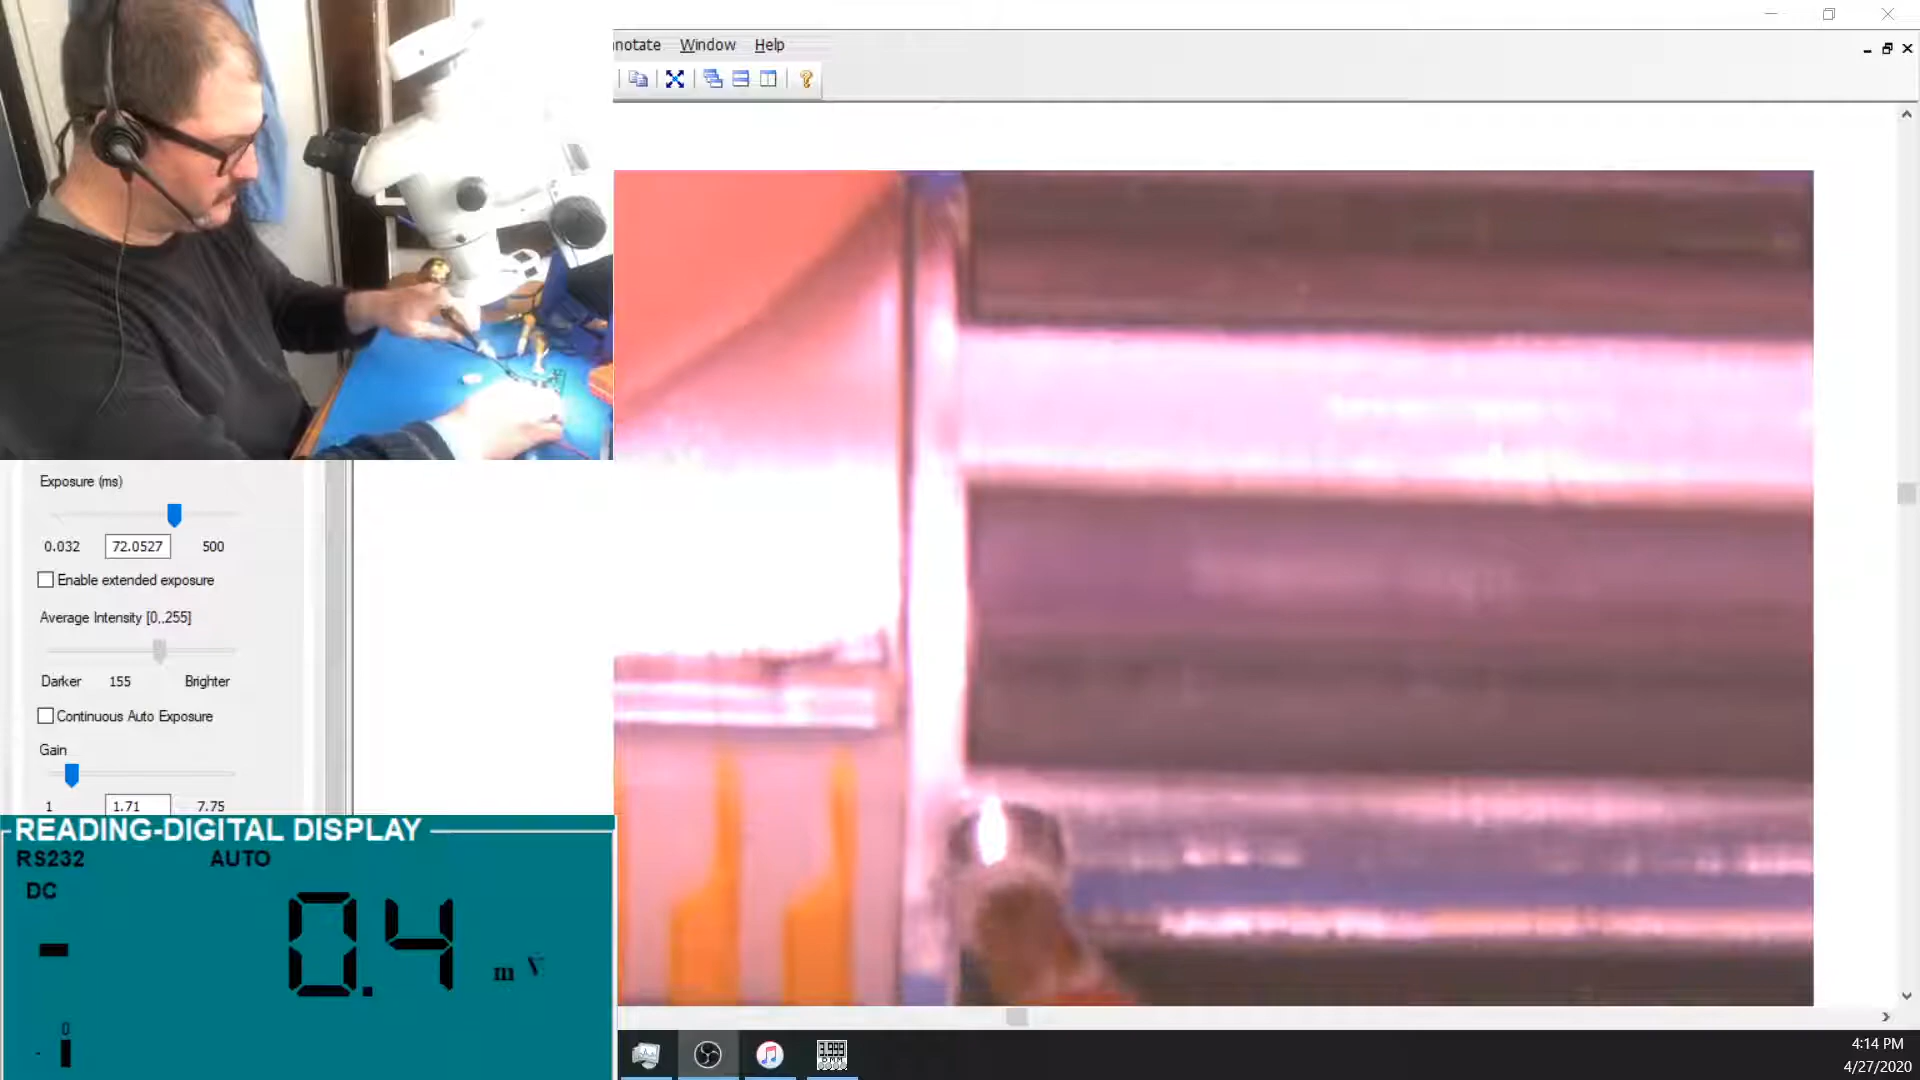 notate Window Help
Exposure (ms)
0.032 72.0527 500
Enable extended exposure
Average Intensity [0,,255]
Darker 155 Brighter
Continuous Auto Exposure
Gain
1 1.71 7.75
READING-DIGITAL DISPLAY
RS232 AUTO
DC
- 0.4 m V
0
4:14 PM
4/27/2020